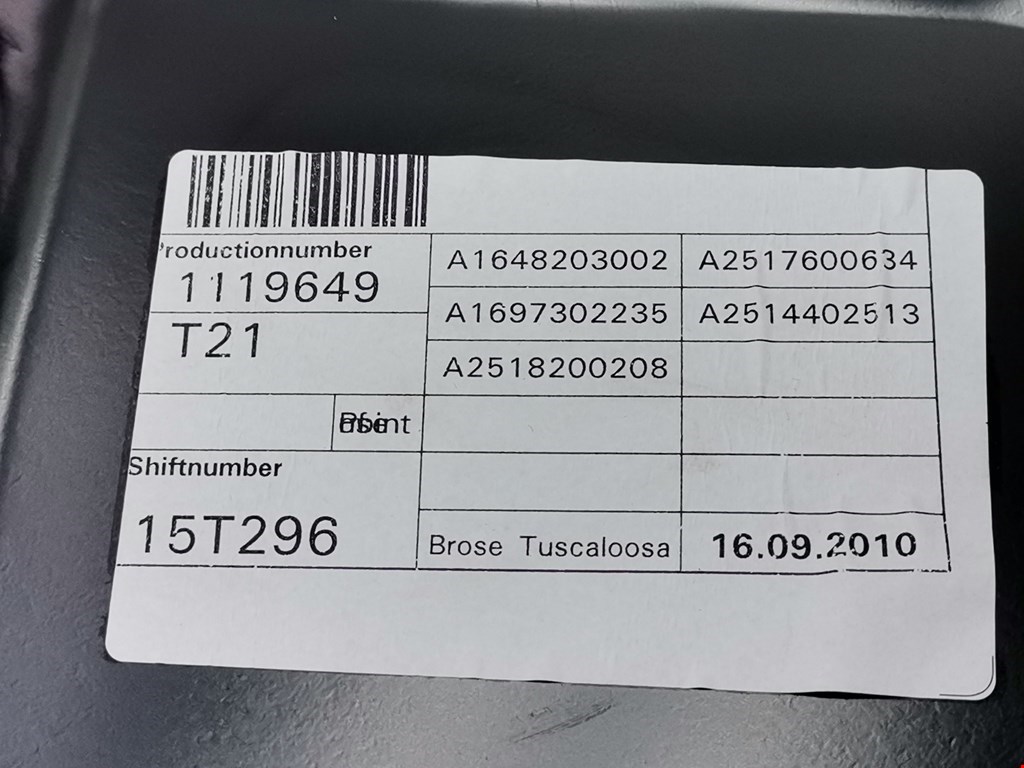 Productionnumber
1119649
T21
A1648203002 A2517600634
A1697302235 A2514402513
A2518200208
Shiftnumber
15T296
Brose Tuscaloosa 16.09.2010